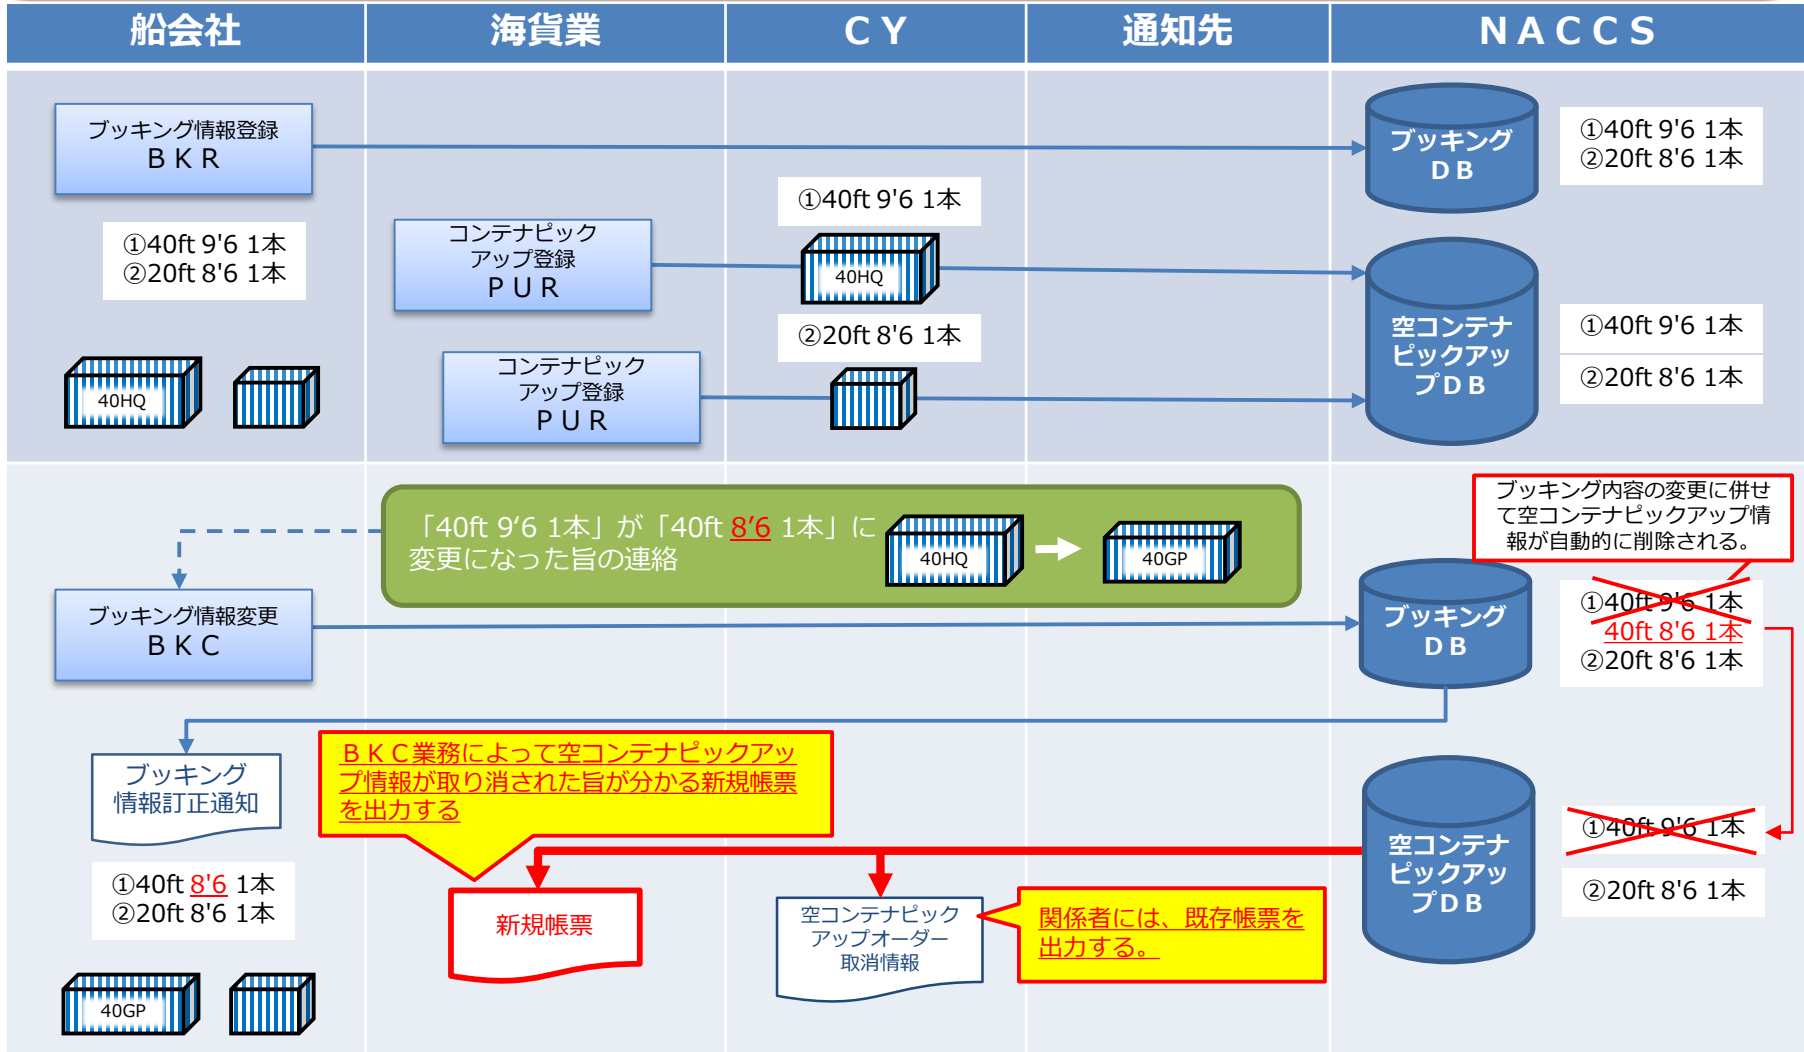 船会社
海貨業
ＣＹ
通知先
ＮＡＣＣＳ
ブッキング情報登録
ＢＫＲ
①40ft 9'6 1本
②20ft 8'6 1本
40HQ
コンテナピック
アップ登録
ＰＵＲ
コンテナピック
アップ登録
ＰＵＲ
①40ft 9'6 1本
40HQ
②20ft 8'6 1本
ブッキング
ＤＢ
①40ft 9'6 1本
②20ft 8'6 1本
空コンテナ
ピックアッ
プＤＢ
①40ft 9'6 1本
②20ft 8'6 1本
「40ft 9‘6 1本」が「40ft 8’6 1本」に
変更になった旨の連絡
40HQ
40GP
ブッキング内容の変更に併せ
て空コンテナピックアップ情
報が自動的に削除される。
ブッキング情報変更
ＢＫＣ
ブッキング
ＤＢ
①40ft 9'6 1本
40ft 8'6 1本
②20ft 8'6 1本
ブッキング
情報訂正通知
①40ft 8'6 1本
②20ft 8'6 1本
40GP
ＢＫＣ業務によって空コンテナピックアッ
プ情報が取り消された旨が分かる新規帳票
を出力する
新規帳票
空コンテナピック
アップオーダー
取消情報
関係者には、既存帳票を
出力する。
空コンテナ
ピックアッ
プＤＢ
①40ft 9'6 1本
②20ft 8'6 1本